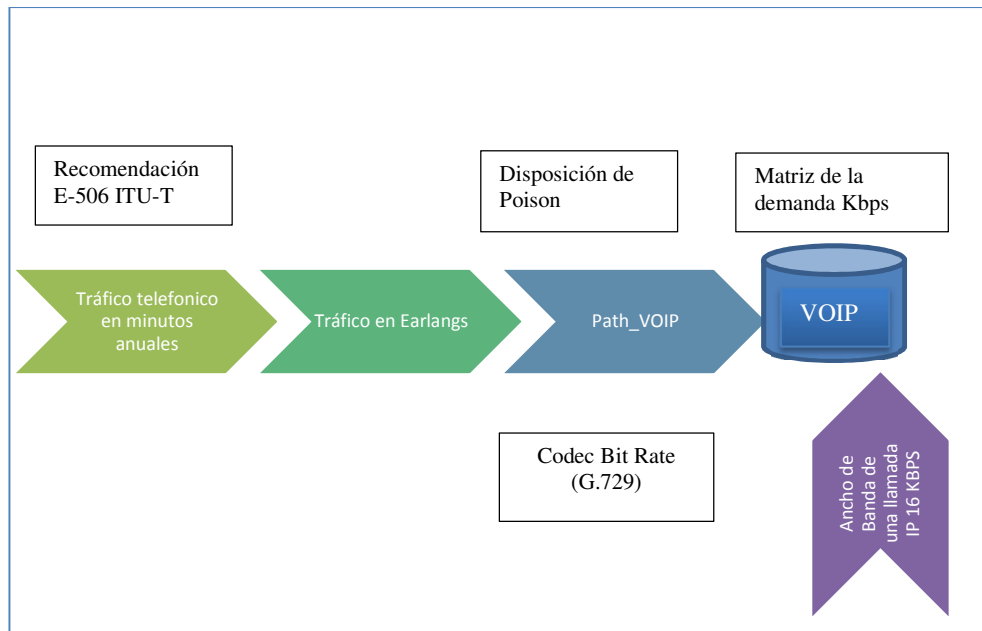 Recomendación
E-506 ITU-T
Disposición de
Poison
Matriz de la
demanda Kbps
Tráfico telefonico
en minutos
anuales
Tráfico en Earlangs
Path_VOIP
VOIP
Codec Bit Rate
(G.729)
Ancho de
Banda de
una llamada
IP 16 KBPS